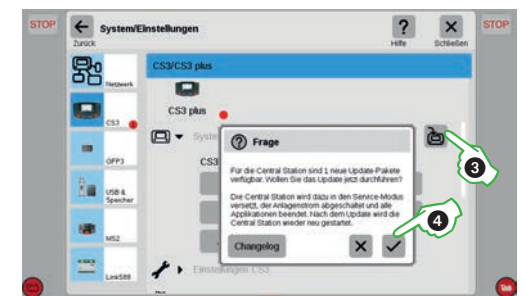 STOP
System/Einstellungen
STOP
Zurück
Hilfe
Schließen
CS3/CS3 plus
Netzwerk
CS3 plus
CS3
Syste
Frage
GFP3
CS3
Für die Central Station sind 1 neue Update-Pakete
verfügbar. Wollen Sie das Update jetzt durchführen?
3
USB &
Speicher
Die Central Station wird dazu in den Service-Modus
versetzt, der Anlagenstrom abgeschaltet und alle
Applikationen beendet. Nach dem Update wird die
Central Station wieder neu gestartet.
4
MS2
Changelog
LinkS88
Einstellungen CS3